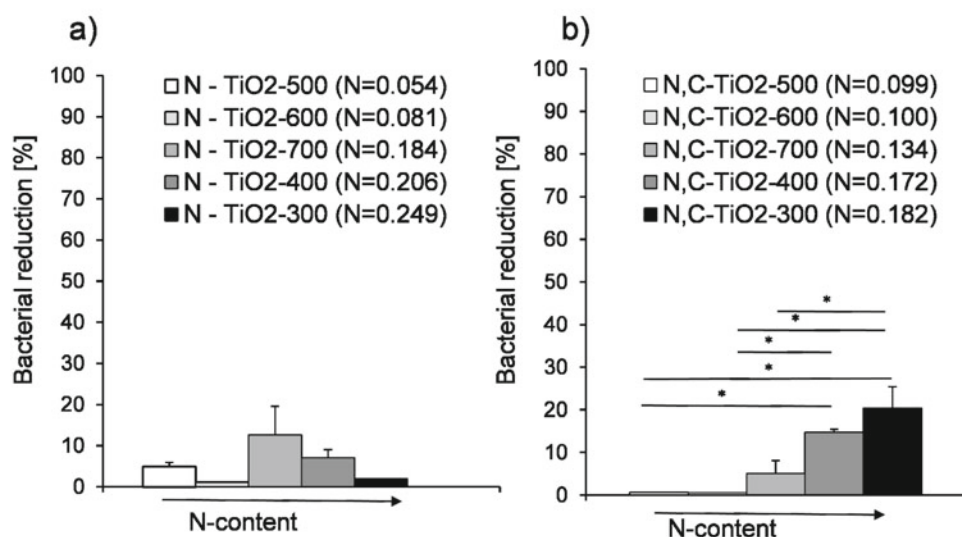 a)
100
90
80
70
60
50
40
30
20
10
0
Bacterial reduction [%]
N - TiO2-500 (N=0.054)
N - TiO2-600 (N=0.081)
N - TiO2-700 (N=0.184)
N - TiO2-400 (N=0.206)
N - TiO2-300 (N=0.249)
N-content
b)
100
90
80
70
60
50
40
30
20
10
0
Bacterial reduction [%]
N,C-TiO2-500 (N=0.099)
N,C-TiO2-600 (N=0.100)
N,C-TiO2-700 (N=0.134)
N,C-TiO2-400 (N=0.172)
N,C-TiO2-300 (N=0.182)
*
*
*
*
*
N-content